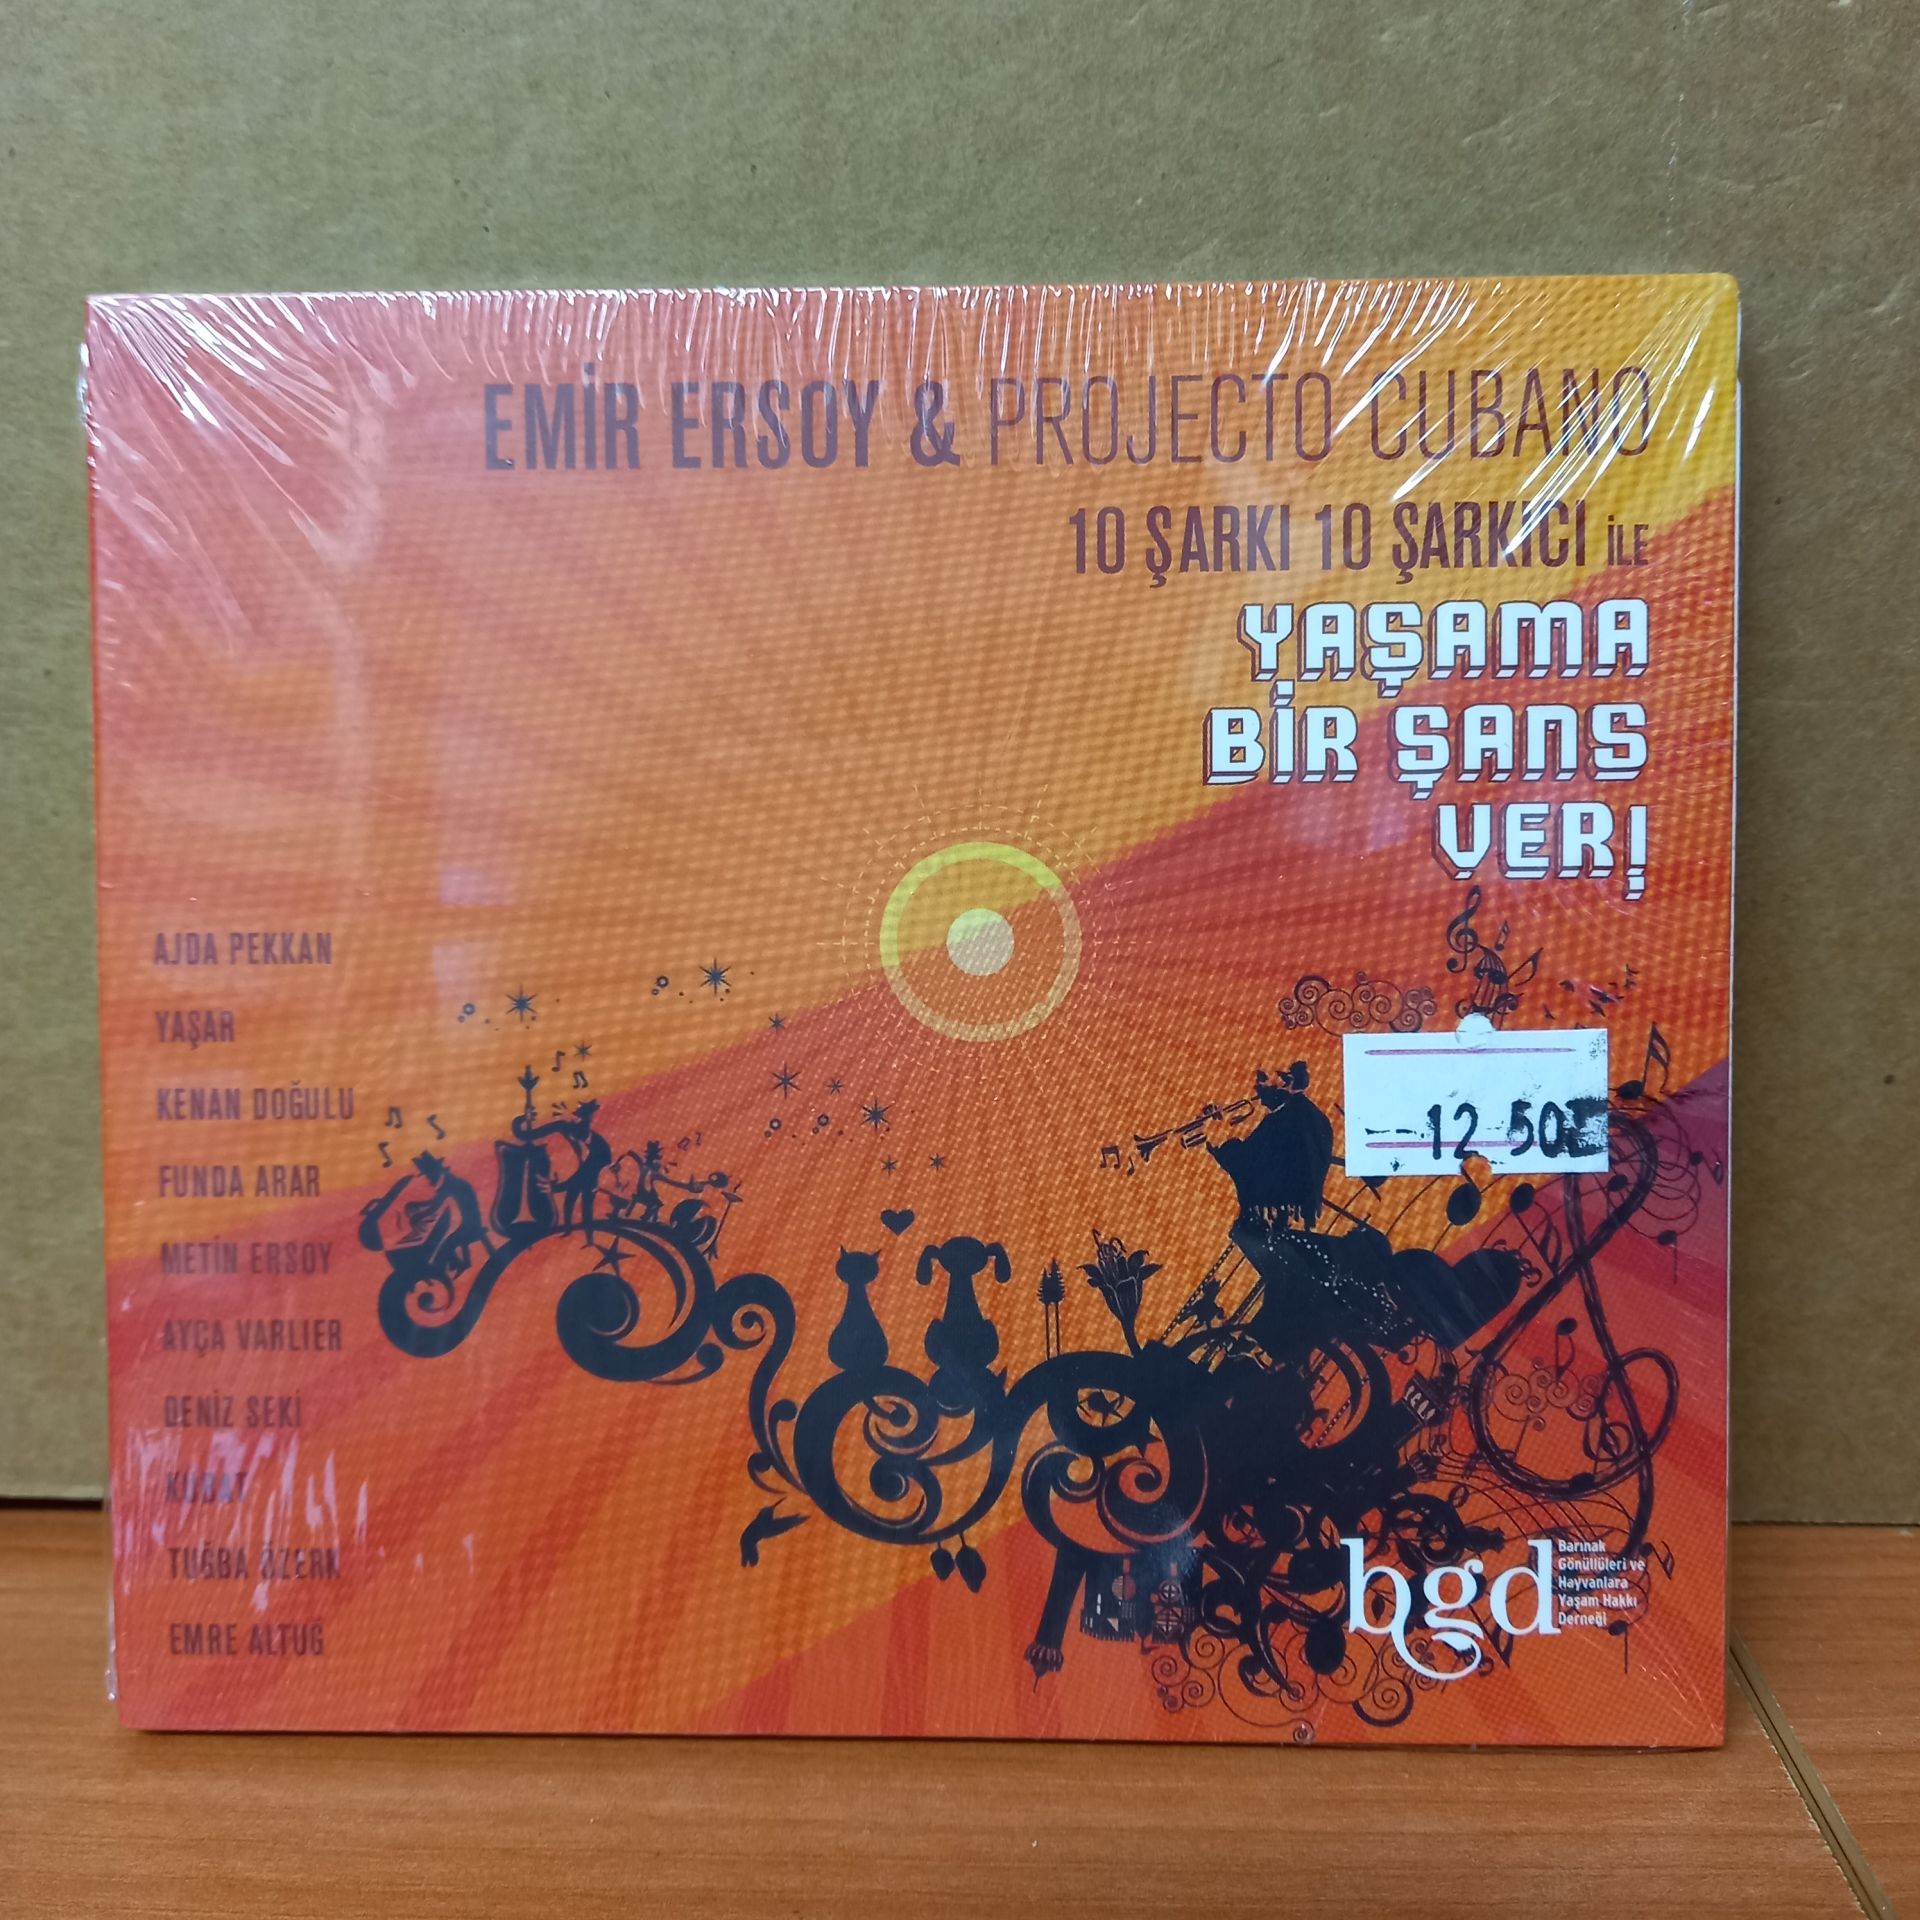 EMİR ERSOY & PROJECTO CUBANO
10 ŞARKI 10 ŞARKICI İLE
YAŞAMA
BİR ŞANS
VER!
AJDA PEKKAN
YAŞAR
KENAN DOĞULU
FUNDA ARAR
METİN ERSOY
AYÇA VARLIER
DENİZ SEKİ
KUBAT
TUĞBA ÖZERK
EMRE ALTUĞ
12 50
bgd
Barınak
Gönüllüleri ve
Hayvanlara
Yaşam Hakkı
Derneği